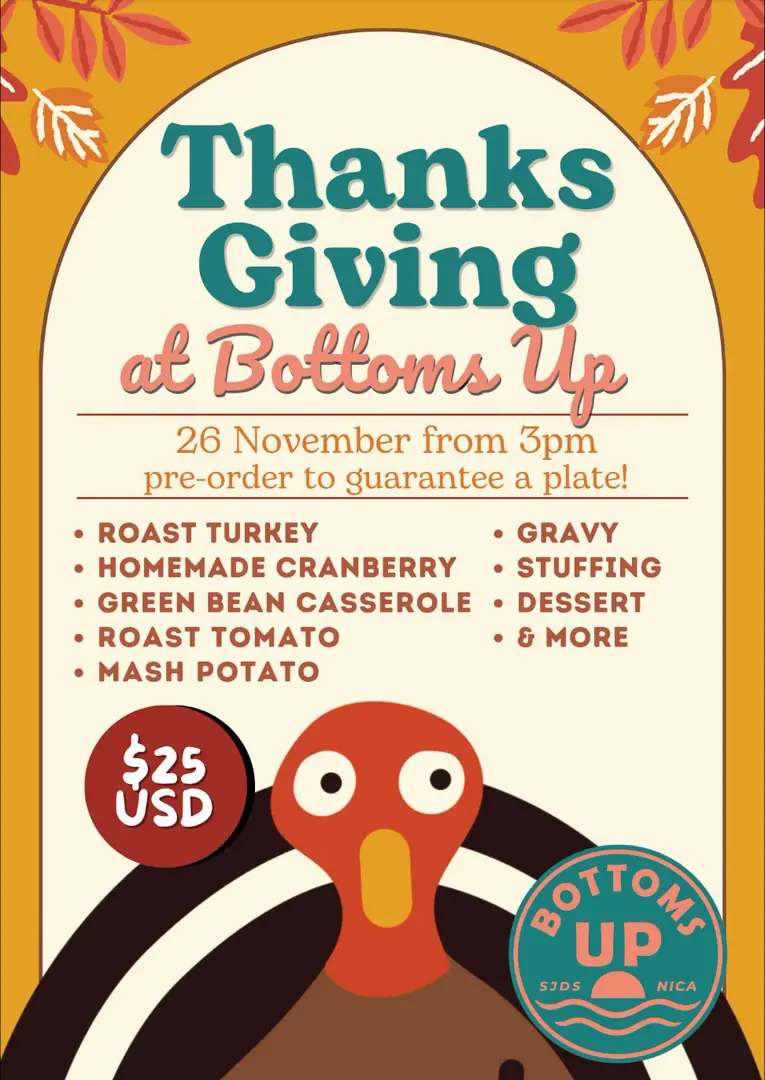 Thanks
Giving
at Bottoms Up
26 November from 3pm
pre-order to guarantee a plate!
• ROAST TURKEY
• HOMEMADE CRANBERRY
• GREEN BEAN CASSEROLE
• ROAST TOMATO
• MASH POTATO
• GRAVY
• STUFFING
• DESSERT
• & MORE
$25
USD
BOTTOMS
UP
SJDS NICA